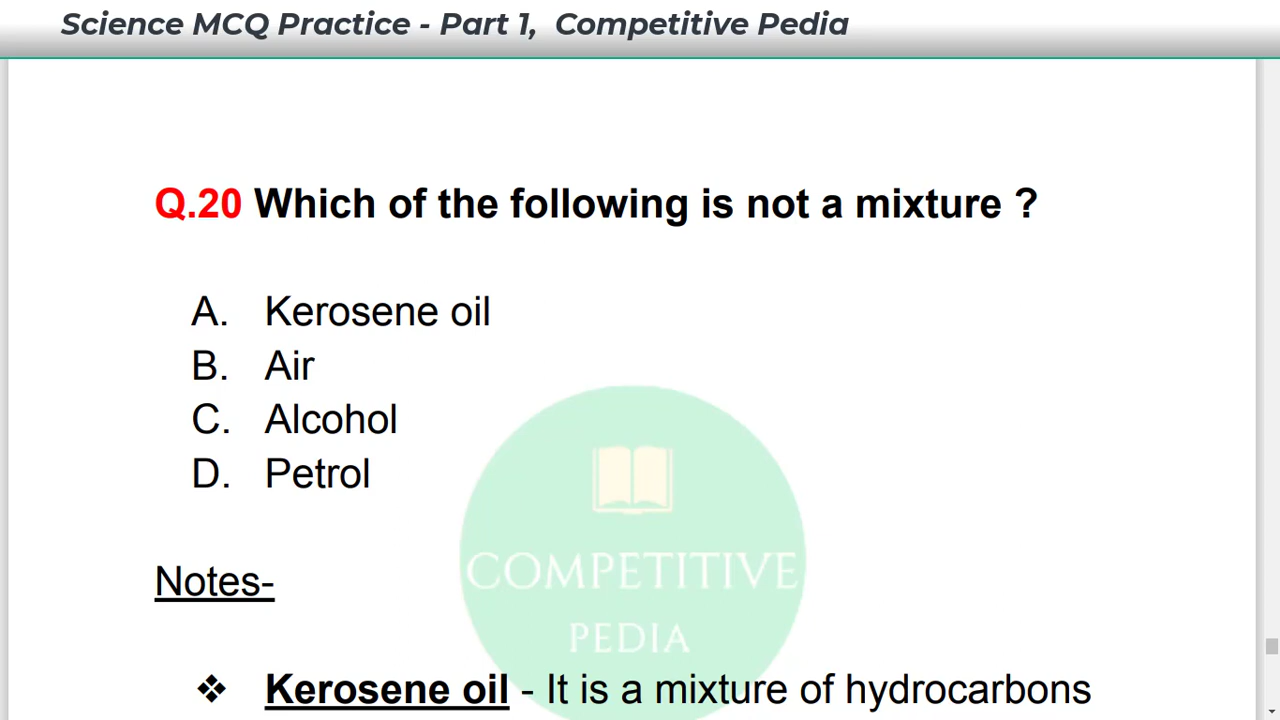 Science MCQ Practice - Part 1, Competitive Pedia
Q.20 Which of the following is not a mixture ?
A. Kerosene oil
B. Air
C. Alcohol
D. Petrol
Notes-
COMPETITIVE
PEDIA
❖ Kerosene oil - It is a mixture of hydrocarbons